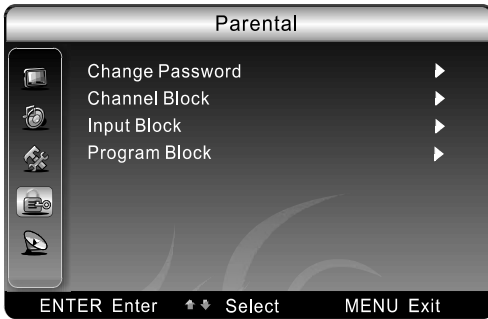 Parental
Change Password
Channel Block
Input Block
Program Block
ENTER Enter Select MENU Exit